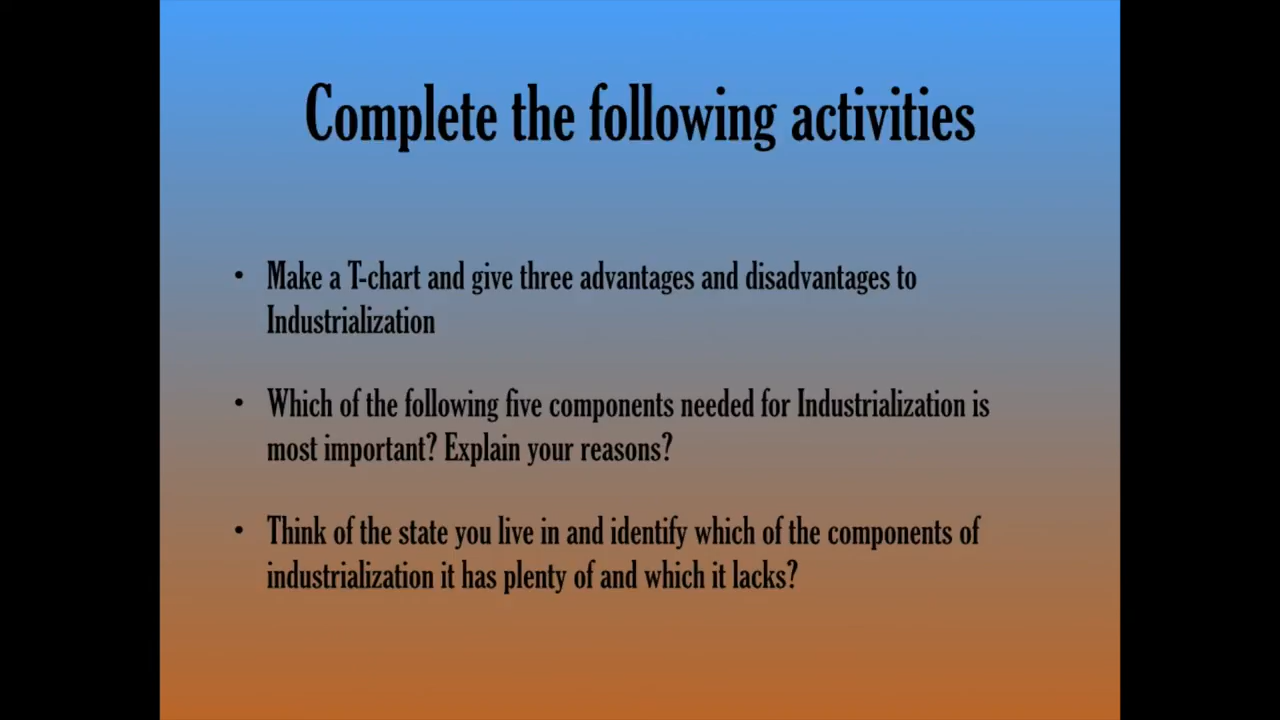 Complete the following activities
• Make a T-chart and give three advantages and disadvantages to
Industrialization
• Which of the following five components needed for Industrialization is
most important? Explain your reasons?
• Think of the state you live in and identify which of the components of
industrialization it has plenty of and which it lacks?